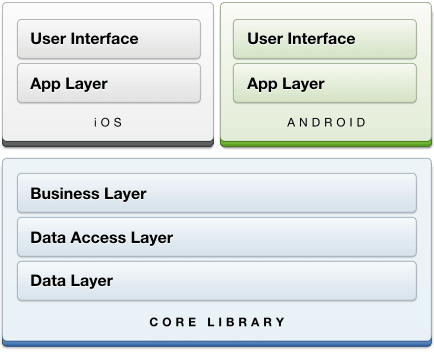 User Interface
App Layer
iOS
User Interface
App Layer
ANDROID
Business Layer
Data Access Layer
Data Layer
CORE LIBRARY